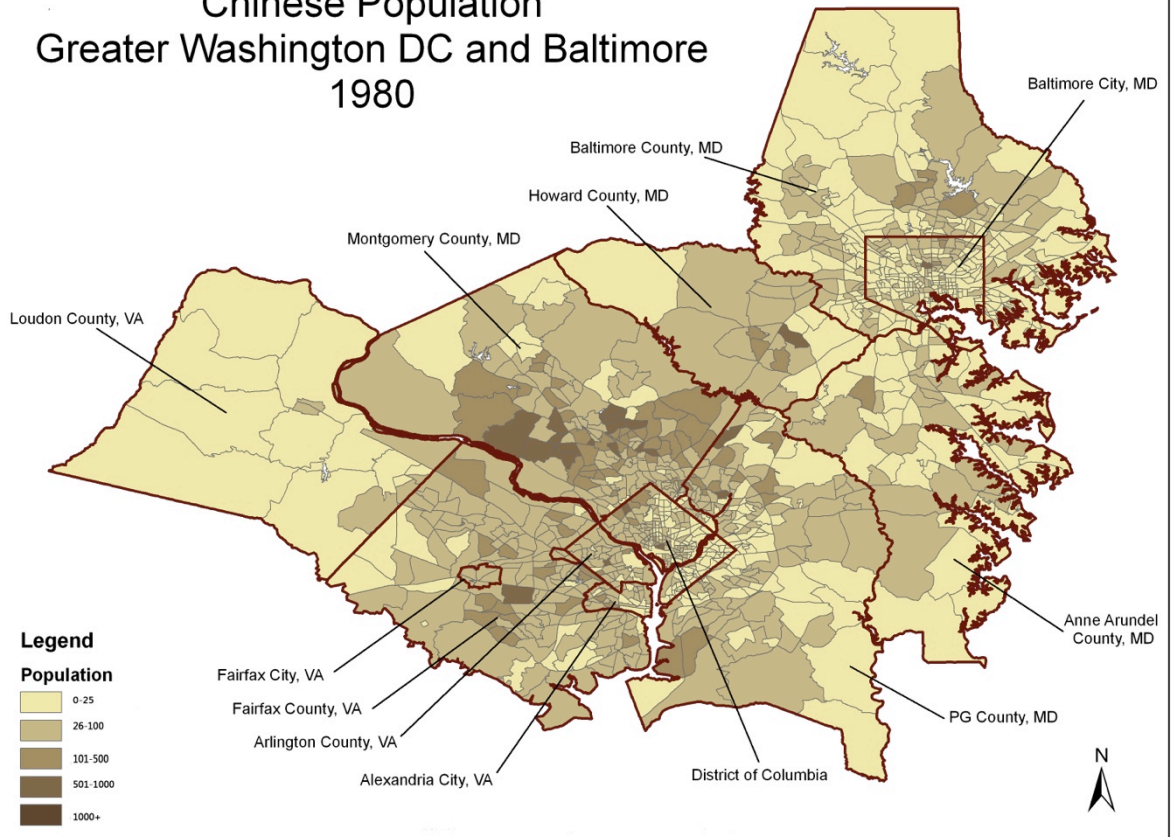 Chinese Population
Greater Washington DC and Baltimore
1980
Baltimore City, MD
Baltimore County, MD
Howard County, MD
Montgomery County, MD
Loudon County, VA
Anne Arundel
County, MD
Legend
Population
0-25
26-100
101-500
501-1000
1000+
Fairfax City, VA
Fairfax County, VA
Arlington County, VA
Alexandria City, VA
District of Columbia
PG County, MD
N